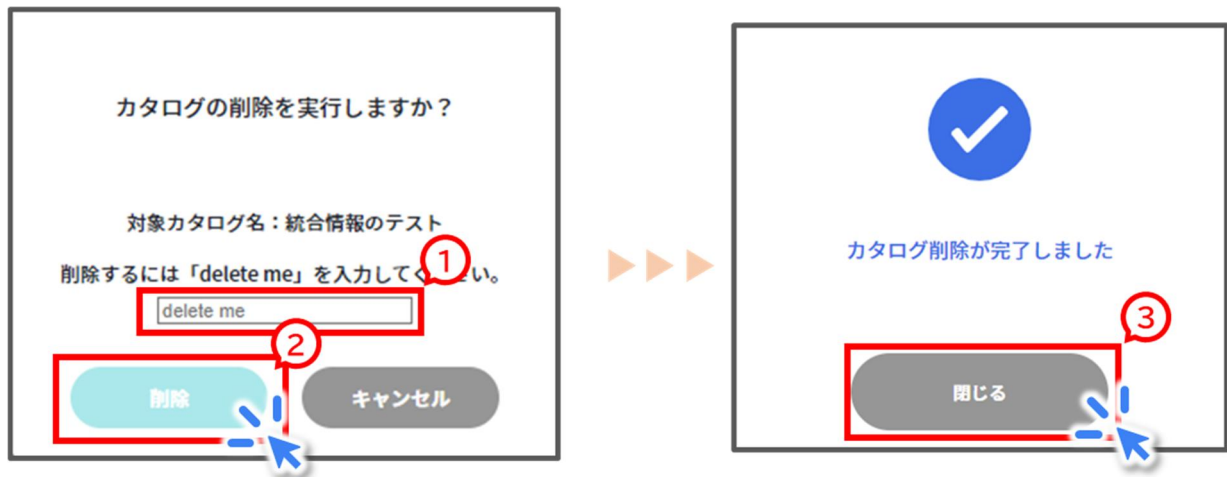 カタログの削除を実行しますか？
対象カタログ名：統合情報のテスト
1
削除するには「delete me」を入力してください。
delete me
2
削除
キャンセル
カタログ削除が完了しました
3
閉じる